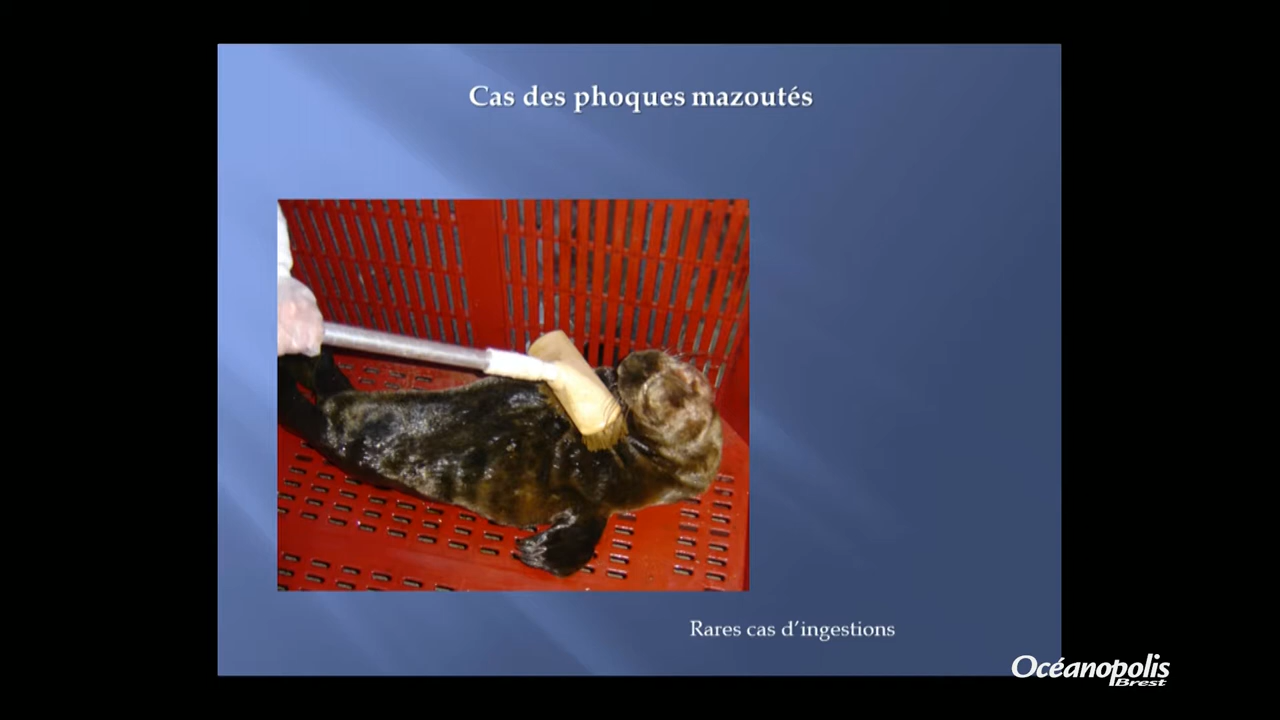 Cas des phoques mazoutés
Rares cas d’ingestions
Océanopolis
Brest